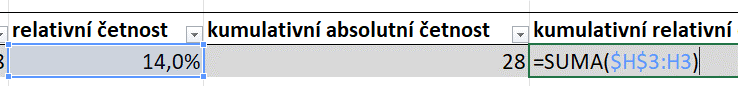 relativní četnost kumulativní absolutní četnost kumulativní relativní
14,0% 28 =SUMA($H$3:H3)